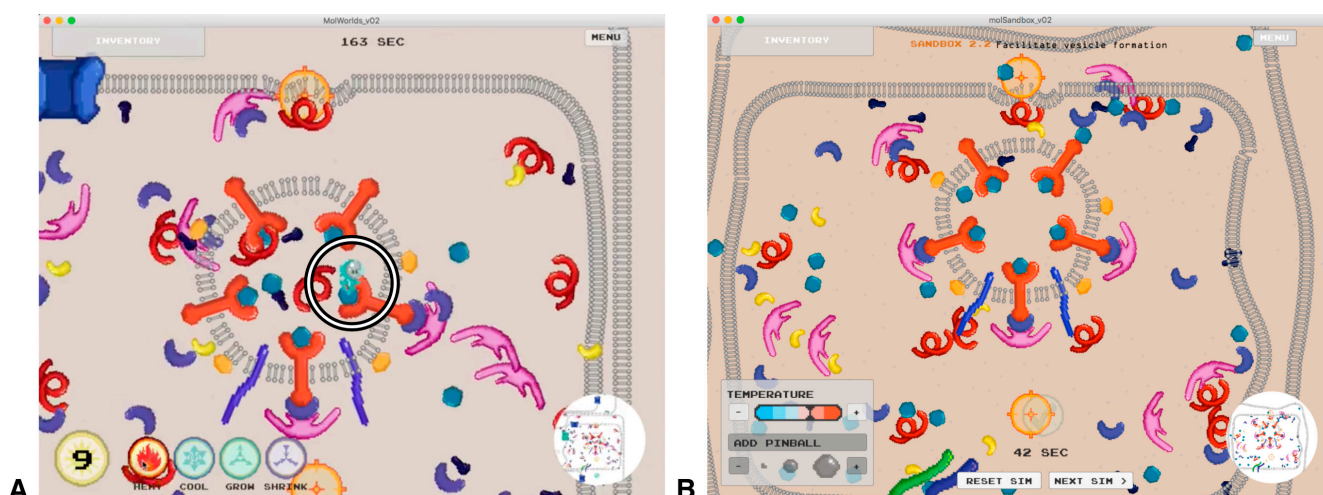 MolWorlds_v02
INVENTORY
163 SEC
MENU
9
HEAT COOL GROW SHRINK
A
molSandbox_v02
INVENTORY
SANDBOX 2.2 Facilitate vesicle formation
MENU
TEMPERATURE
- +
ADD PINBALL
- +
42 SEC
RESET SIM NEXT SIM >
B